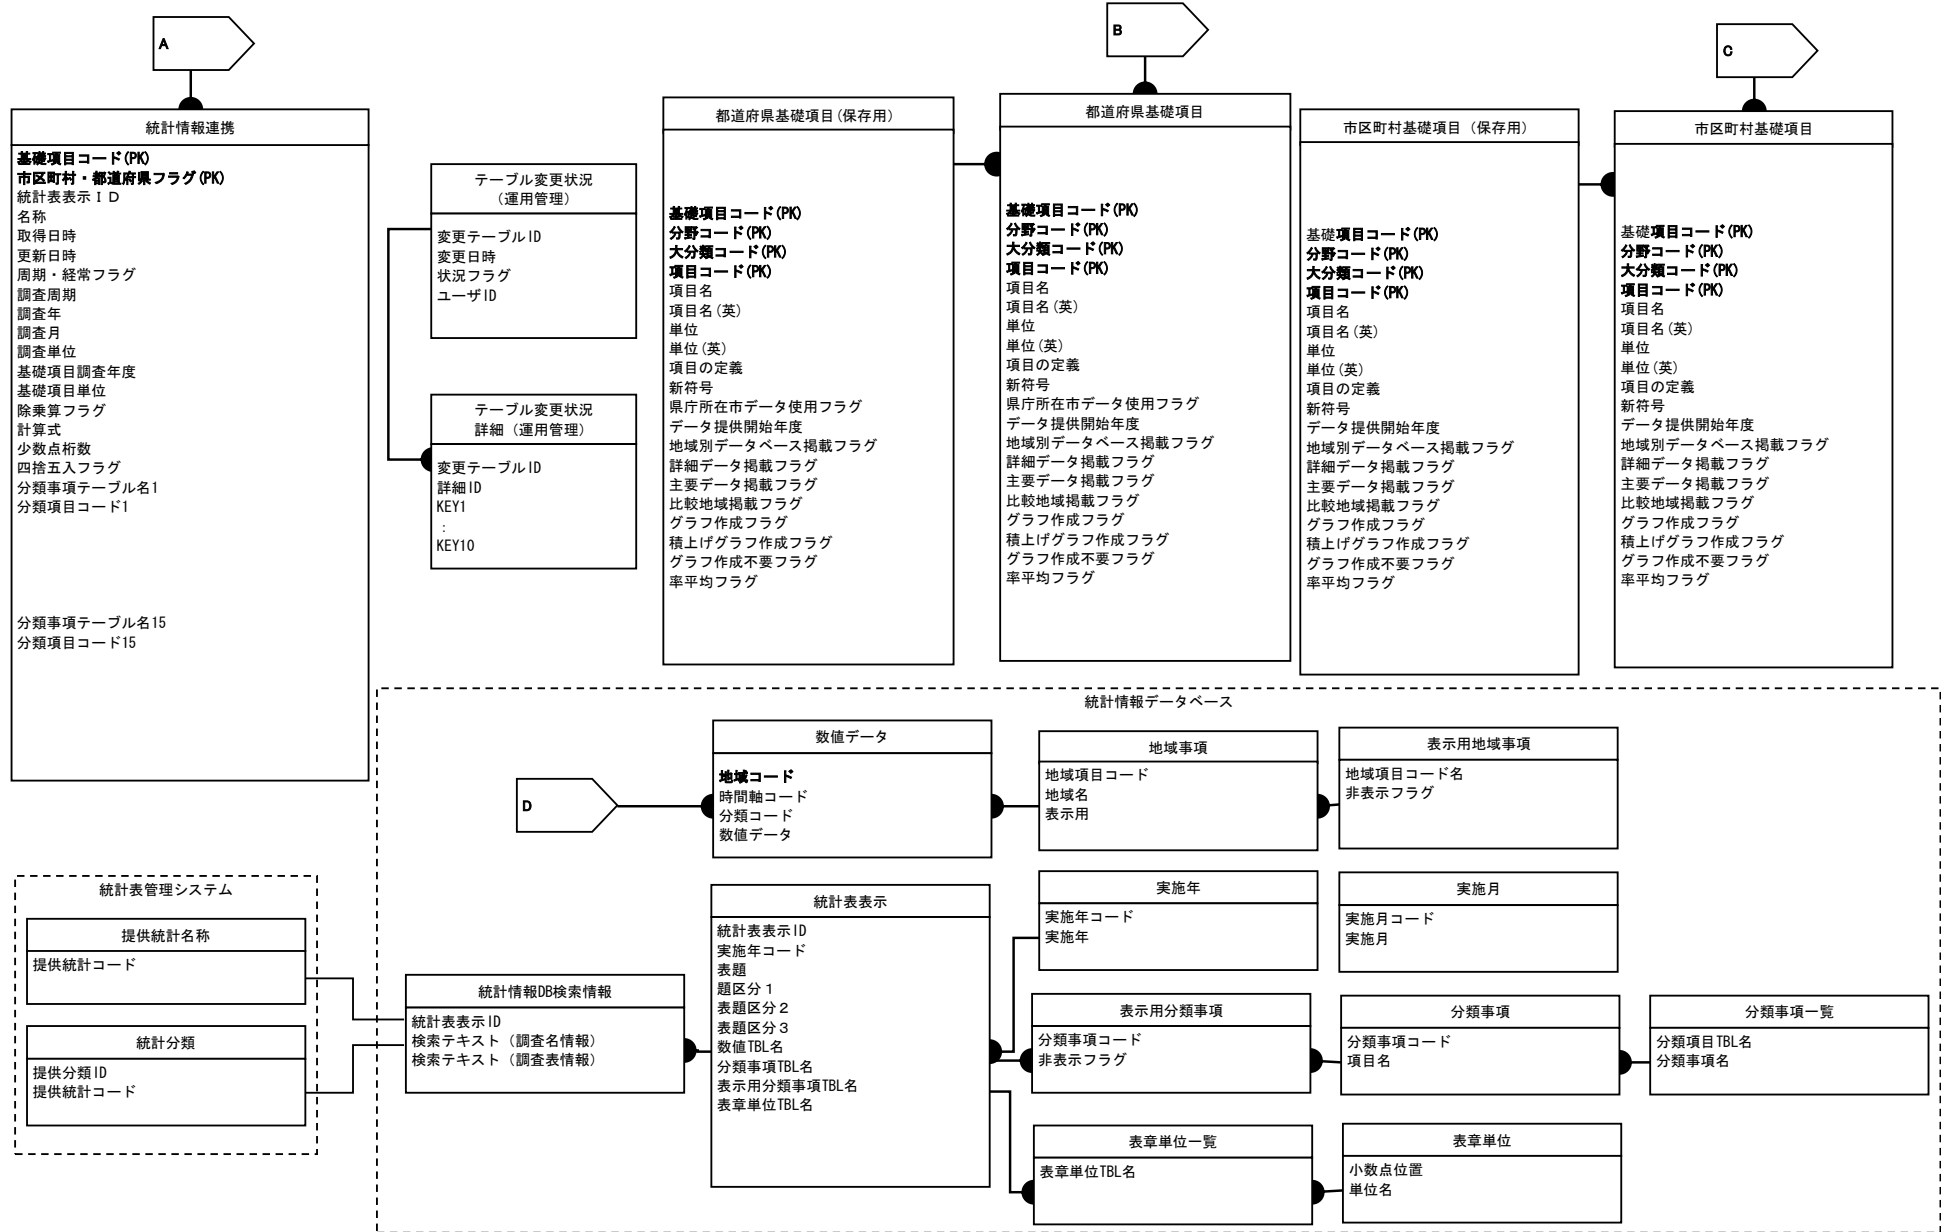 A
B
C
統計情報連携
基礎項目コード(PK)
市区町村・都道府県フラグ(PK)
統計表表示ＩＤ
名称
取得日時
更新日時
周期・経常フラグ
調査周期
調査年
調査月
調査単位
基礎項目調査年度
基礎項目単位
除乗算フラグ
計算式
少数点桁数
四捨五入フラグ
分類事項テーブル名1
分類項目コード1
分類事項テーブル名15
分類項目コード15
テーブル変更状況
（運用管理）
変更テーブルID
変更日時
状況フラグ
ユーザID
テーブル変更状況
詳細（運用管理）
変更テーブルID
詳細ID
KEY1
：
KEY10
都道府県基礎項目(保存用)
基礎項目コード(PK)
分野コード(PK)
大分類コード(PK)
項目コード(PK)
項目名
項目名(英)
単位
単位(英)
項目の定義
新符号
県庁所在市データ使用フラグ
データ提供開始年度
地域別データベース掲載フラグ
詳細データ掲載フラグ
主要データ掲載フラグ
比較地域掲載フラグ
グラフ作成フラグ
積上げグラフ作成フラグ
グラフ作成不要フラグ
率平均フラグ
都道府県基礎項目
基礎項目コード(PK)
分野コード(PK)
大分類コード(PK)
項目コード(PK)
項目名
項目名(英)
単位
単位(英)
項目の定義
新符号
県庁所在市データ使用フラグ
データ提供開始年度
地域別データベース掲載フラグ
詳細データ掲載フラグ
主要データ掲載フラグ
比較地域掲載フラグ
グラフ作成フラグ
積上げグラフ作成フラグ
グラフ作成不要フラグ
率平均フラグ
市区町村基礎項目（保存用）
基礎項目コード(PK)
分野コード(PK)
大分類コード(PK)
項目コード(PK)
項目名
項目名(英)
単位
単位(英)
項目の定義
新符号
データ提供開始年度
地域別データベース掲載フラグ
詳細データ掲載フラグ
主要データ掲載フラグ
比較地域掲載フラグ
グラフ作成フラグ
積上げグラフ作成フラグ
グラフ作成不要フラグ
率平均フラグ
市区町村基礎項目
基礎項目コード(PK)
分野コード(PK)
大分類コード(PK)
項目コード(PK)
項目名
項目名(英)
単位
単位(英)
項目の定義
新符号
データ提供開始年度
地域別データベース掲載フラグ
詳細データ掲載フラグ
主要データ掲載フラグ
比較地域掲載フラグ
グラフ作成フラグ
積上げグラフ作成フラグ
グラフ作成不要フラグ
率平均フラグ
統計情報データベース
D
数値データ
地域コード
時間軸コード
分類コード
数値データ
地域事項
地域項目コード
地域名
表示用
表示用地域事項
地域項目コード名
非表示フラグ
統計表管理システム
提供統計名称
提供統計コード
統計分類
提供分類ID
提供統計コード
統計情報DB検索情報
統計表表示ID
検索テキスト（調査名情報）
検索テキスト（調査表情報）
統計表表示
統計表表示ID
実施年コード
表題
題区分１
表題区分２
表題区分３
数値TBL名
分類事項TBL名
表示用分類事項TBL名
表章単位TBL名
実施年
実施年コード
実施年
実施月
実施月コード
実施月
表示用分類事項
分類事項コード
非表示フラグ
分類事項
分類事項コード
項目名
分類事項一覧
分類項目TBL名
分類事項名
表章単位一覧
表章単位TBL名
表章単位
小数点位置
単位名